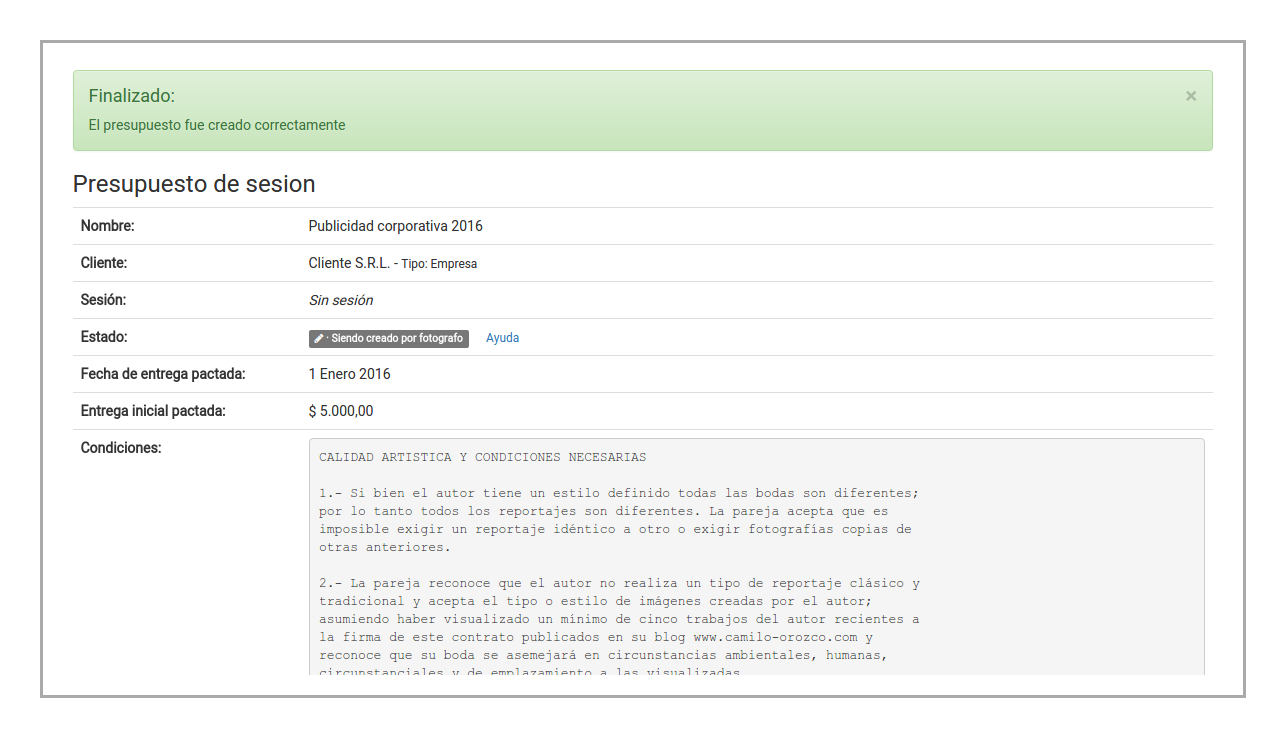 Finalizado:
×
El presupuesto fue creado correctamente
Presupuesto de sesion
Nombre: Publicidad corporativa 2016
Cliente: Cliente S.R.L. - Tipo: Empresa
Sesión: Sin sesión
Estado: · Siendo creado por fotografo Ayuda
Fecha de entrega pactada: 1 Enero 2016
Entrega inicial pactada: $ 5.000,00
Condiciones:
CALIDAD ARTISTICA Y CONDICIONES NECESARIAS
1.- Si bien el autor tiene un estilo definido todas las bodas son diferentes;
por lo tanto todos los reportajes son diferentes. La pareja acepta que es
imposible exigir un reportaje idéntico a otro o exigir fotografías copias de
otras anteriores.
2.- La pareja reconoce que el autor no realiza un tipo de reportaje clásico y
tradicional y acepta el tipo o estilo de imágenes creadas por el autor;
asumiendo haber visualizado un mínimo de cinco trabajos del autor recientes a
la firma de este contrato publicados en su blog www.camilo-orozco.com y
reconoce que su boda se asemejará en circunstancias ambientales, humanas,
circunstanciales y de emplazamiento a las visualizadas